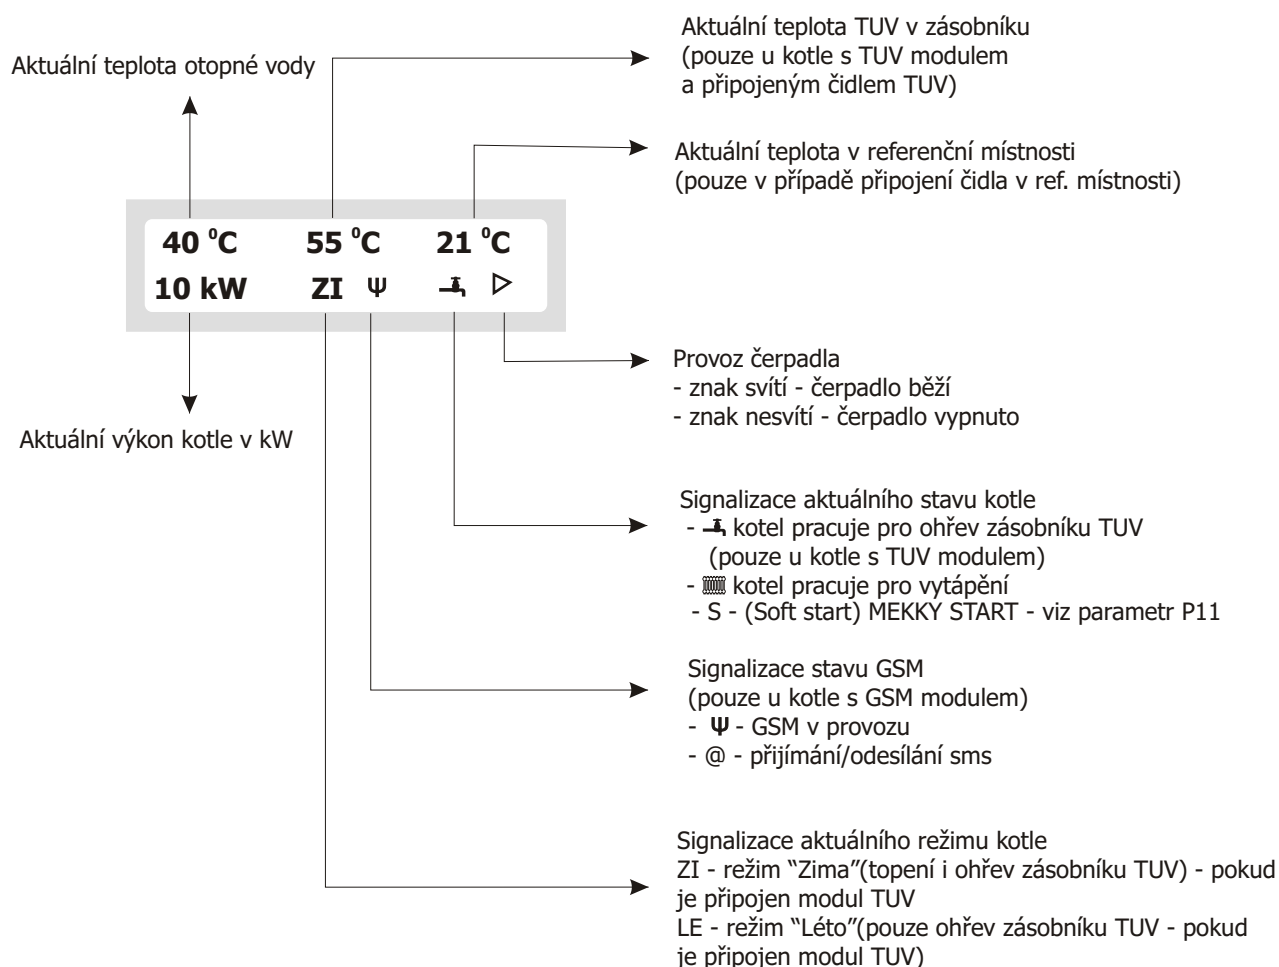 Aktuální teplota TUV v zásobníku
(pouze u kotle s TUV modulem
a připojeným čidlem TUV)
Aktuální teplota otopné vody
Aktuální teplota v referenční místnosti
(pouze v případě připojení čidla v ref. místnosti)
40 °C 55 °C 21 °C
10 kW ZI Ψ
Provoz čerpadla
- znak svítí - čerpadlo běží
- znak nesvítí - čerpadlo vypnuto
Aktuální výkon kotle v kW
Signalizace aktuálního stavu kotle
- kotel pracuje pro ohřev zásobníku TUV
(pouze u kotle s TUV modulem)
- kotel pracuje pro vytápění
- S - (Soft start) MEKKY START - viz parametr P11
Signalizace stavu GSM
(pouze u kotle s GSM modulem)
- Ψ - GSM v provozu
- @ - přijímání/odesílání sms
Signalizace aktuálního režimu kotle
ZI - režim “Zima”(topení i ohřev zásobníku TUV) - pokud
je připojen modul TUV
LE - režim “Léto”(pouze ohřev zásobníku TUV - pokud
je připojen modul TUV)